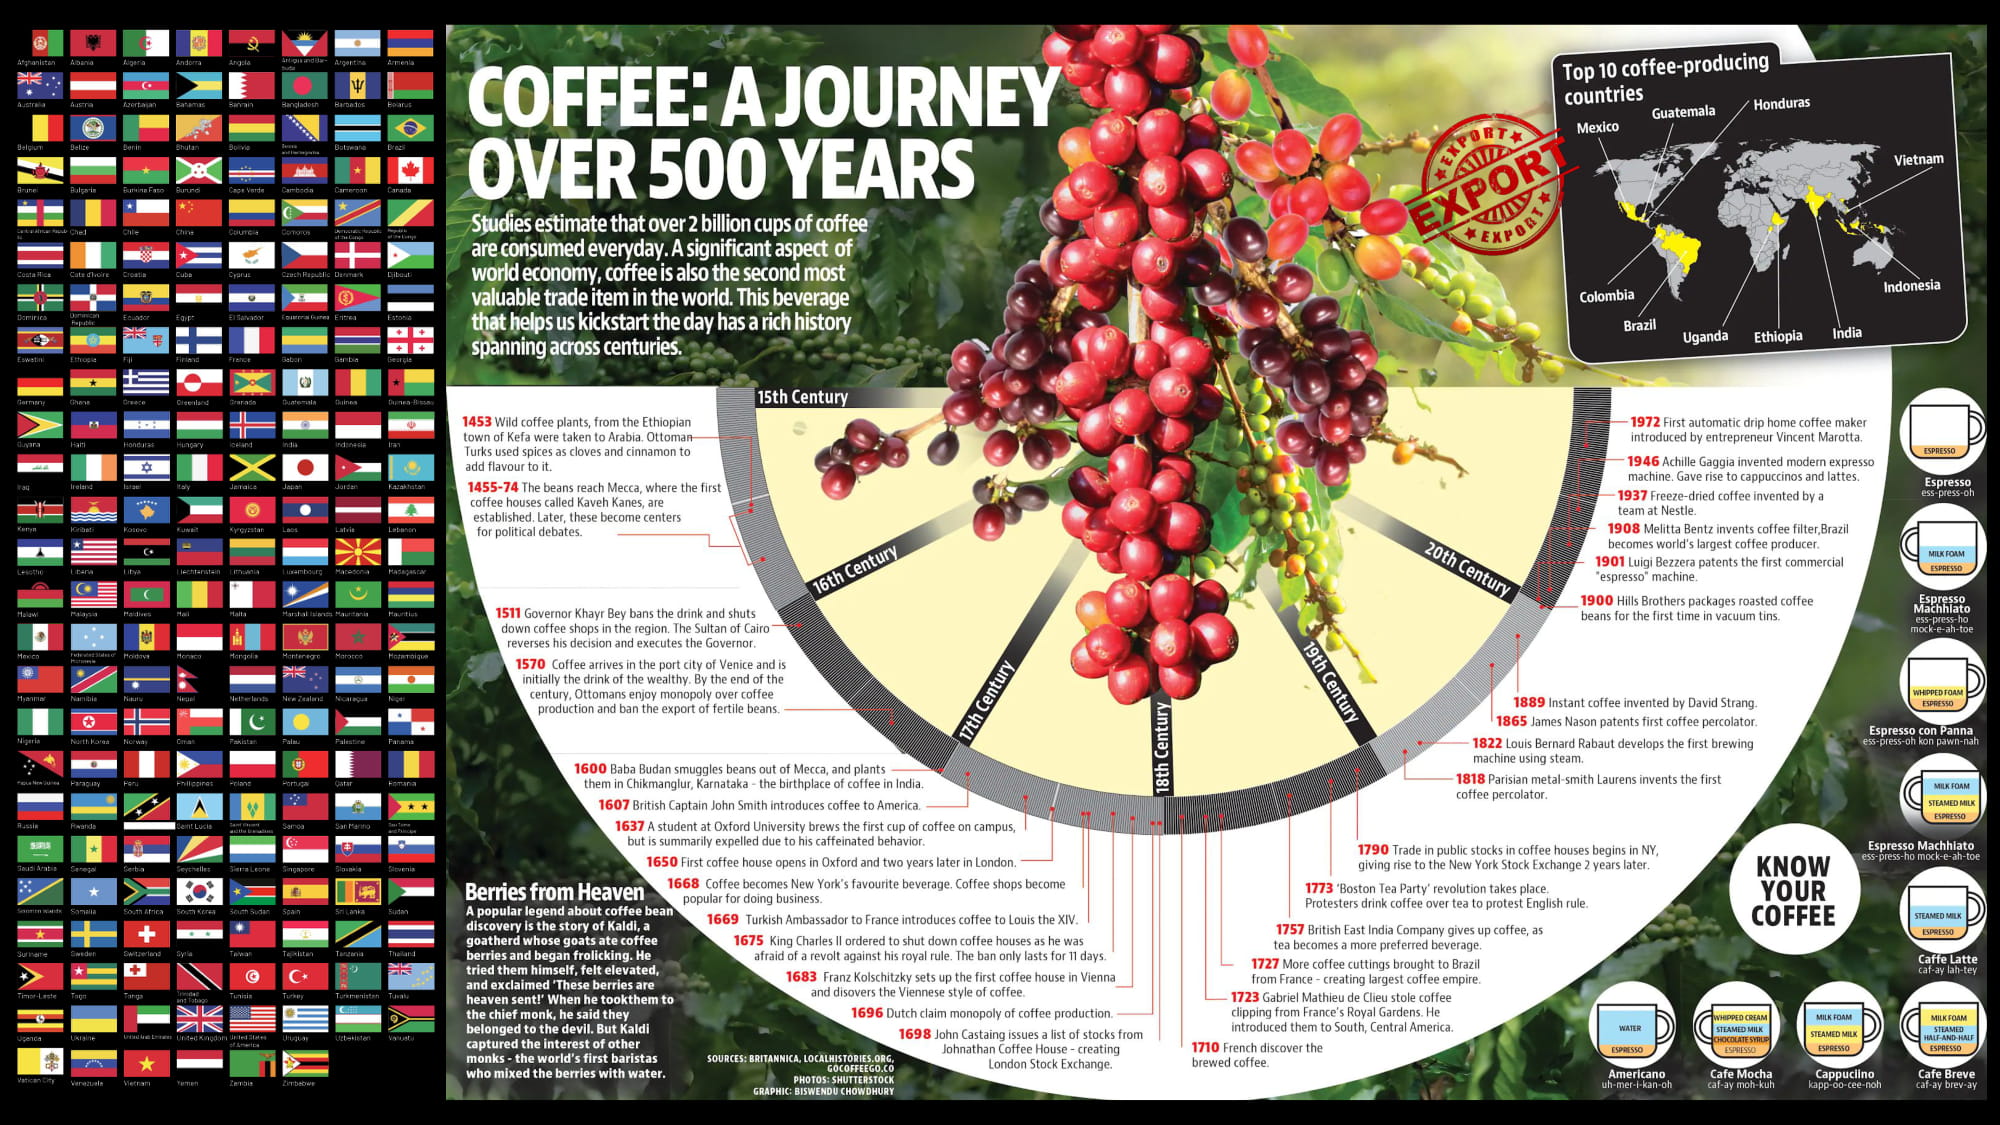 Afghanistan
Albania
Algeria
Andorra
Angola
Antigua and Bar-
buda
Argentina
Armenia
Australia
Austria
Azerbaijan
Bahamas
Bahrain
Bangladesh
Barbados
Belarus
Belgium
Belize
Benin
Bhutan
Bolivia
Bosnia
and Herzegovina
Botswana
Brazil
Brunei
Bulgaria
Burkina Faso
Burundi
Cape Verde
Cambodia
Cameroon
Canada
Chad
Chile
China
Columbia
Comoros
Democratic Republic
of the Congo
Republic
of the Congo
Costa Rica
Cote d'Ivoire
Croatia
Cuba
Cyprus
Czech Republic
Denmark
Djibouti
Dominica
Dominican
Republic
Ecuador
Egypt
El Salvador
Equatorial Guinea
Eritrea
Estonia
Eswatini
Ethiopia
Fiji
Finland
France
Gabon
Gambia
Georgia
Germany
Ghana
Greece
Greenland
Grenada
Guatemala
Guinea
Guinea-Bissau
Guyana
Haiti
Honduras
Hungary
Iceland
India
Indonesia
Iran
Iraq
Ireland
Israel
Italy
Jamaica
Japan
Jordan
Kazakhstan
Kenya
Kiribati
Kosovo
Kuwait
Kyrgyzstan
Laos
Latvia
Lebanon
Lesotho
Liberia
Libya
Liechtenstein
Lithuania
Luxembourg
Macedonia
Madagascar
Malawi
Malaysia
Maldives
Mali
Malta
Marshall Islands
Mauritania
Mauritius
Mexico
Federated States of
Micronesia
Moldova
Monaco
Mongolia
Montenegro
Morocco
Mozambique
Myanmar
Namibia
Nauru
Nepal
Netherlands
New Zealand
Nicaragua
Niger
Nigeria
North Korea
Norway
Oman
Pakistan
Palau
Palestine
Panama
Papua New Guinea
Paraguay
Peru
Phillippines
Poland
Portugal
Qatar
Romania
Russia
Rwanda
Saint Lucia
Saint Vincent
and the Grenadines
Samoa
San Marino
Sao Tome
and Principe
Saudi Arabia
Senegal
Serbia
Seychelles
Sierra Leone
Singapore
Slovakia
Slovenia
Solomon Islands
Somalia
South Africa
South Korea
South Sudan
Spain
Sri Lanka
Sudan
Suriname
Sweden
Switzerland
Syria
Taiwan
Tajikistan
Tanzania
Thailand
Timor-Leste
Togo
Tonga
Trinidad
and Tobago
Tunisia
Turkey
Turkmenistan
Tuvalu
Uganda
Ukraine
United Arab Emirates
United Kingdom
United States
of America
Uruguay
Uzbekistan
Vanuatu
Vatican City
Venezuela
Vietnam
Yemen
Zambia
Zimbabwe
COFFEE: A JOURNEY
OVER 500 YEARS
Studies estimate that over 2 billion cups of coffee
are consumed everyday. A significant aspect of
world economy, coffee is also the second most
valuable trade item in the world. This beverage
that helps us kickstart the day has a rich history
spanning across centuries.
EXPORT
EXPORT
EXPORT
Top 10 coffee-producing
countries
Mexico
Guatemala
Honduras
Vietnam
Colombia
Brazil
Uganda
Ethiopia
India
Indonesia
15th Century
16th Century
17th Century
18th Century
19th Century
20th Century
1453 Wild coffee plants, from the Ethiopian
town of Kefa were taken to Arabia. Ottoman
Turks used spices as cloves and cinnamon to
add flavour to it.
1455-74 The beans reach Mecca, where the first
coffee houses called Kaveh Kanes, are
established. Later, these become centers
for political debates.
1511 Governor Khayr Bey bans the drink and shuts
down coffee shops in the region. The Sultan of Cairo
reverses his decision and executes the Governor.
1570 Coffee arrives in the port city of Venice and is
initially the drink of the wealthy. By the end of the
century, Ottomans enjoy monopoly over coffee
production and ban the export of fertile beans.
1600 Baba Budan smuggles beans out of Mecca, and plants
them in Chikmanglur, Karnataka - the birthplace of coffee in India.
1607 British Captain John Smith introduces coffee to America.
1637 A student at Oxford University brews the first cup of coffee on campus,
but is summarily expelled due to his caffeinated behavior.
1650 First coffee house opens in Oxford and two years later in London.
1668 Coffee becomes New York's favourite beverage. Coffee shops become
popular for doing business.
1669 Turkish Ambassador to France introduces coffee to Louis the XIV.
1675 King Charles II ordered to shut down coffee houses as he was
afraid of a revolt against his royal rule. The ban only lasts for 11 days.
1683 Franz Kolschitzky sets up the first coffee house in Vienna
and disovers the Viennese style of coffee.
1696 Dutch claim monopoly of coffee production.
1698 John Castaing issues a list of stocks from
Johnathan Coffee House - creating
London Stock Exchange.
1710 French discover the
brewed coffee.
1723 Gabriel Mathieu de Clieu stole coffee
clipping from France's Royal Gardens. He
introduced them to South, Central America.
1727 More coffee cuttings brought to Brazil
from France - creating largest coffee empire.
1757 British East India Company gives up coffee, as
tea becomes a more preferred beverage.
1773 'Boston Tea Party' revolution takes place.
Protesters drink coffee over tea to protest English rule.
1790 Trade in public stocks in coffee houses begins in NY,
giving rise to the New York Stock Exchange 2 years later.
1818 Parisian metal-smith Laurens invents the first
coffee percolator.
1822 Louis Bernard Rabaut develops the first brewing
machine using steam.
1865 James Nason patents first coffee percolator.
1889 Instant coffee invented by David Strang.
1900 Hills Brothers packages roasted coffee
beans for the first time in vacuum tins.
1901 Luigi Bezzera patents the first commercial
"espresso" machine.
1908 Melitta Bentz invents coffee filter,Brazil
becomes world's largest coffee producer.
1937 Freeze-dried coffee invented by a
team at Nestle.
1946 Achille Gaggia invented modern expresso
machine. Gave rise to cappuccinos and lattes.
1972 First automatic drip home coffee maker
introduced by entrepreneur Vincent Marotta.
Berries from Heaven
A popular legend about coffee bean
discovery is the story of Kaldi, a
goatherd whose goats ate coffee
berries and began frolicking. He
tried them himself, felt elevated,
and exclaimed 'These berries are
heaven sent!' When he tookthem to
the chief monk, he said they
belonged to the devil. But Kaldi
captured the interest of other
monks - the world's first baristas
who mixed the berries with water.
SOURCES: BRITANNICA, LOCALHISTORIES.ORG,
GOCOFFEEGO.CO
PHOTOS: SHUTTERSTOCK
GRAPHIC: BISWENDU CHOWDHURY
KNOW
YOUR
COFFEE
ESPRESSO
Espresso
ess-press-oh
MILK FOAM
ESPRESSO
Espresso
Machhiato
ess-press-ho
mock-e-ah-toe
WHIPPED FOAM
ESPRESSO
Espresso con Panna
ess-press-oh kon pawn-nah
MILK FOAM
STEAMED MILK
ESPRESSO
Espresso Machhiato
ess-press-ho mock-e-ah-toe
STEAMED MILK
ESPRESSO
Caffe Latte
caf-ay lah-tey
WATER
ESPRESSO
Americano
uh-mer-i-kan-oh
WHIPPED CREAM
STEAMED MILK
CHOCOLATE SYRUP
ESPRESSO
Cafe Mocha
caf-ay moh-kuh
MILK FOAM
STEAMED MILK
ESPRESSO
Cappuciino
kapp-oo-cee-noh
MILK FOAM
STEAMED
HALF-AND-HALF
ESPRESSO
Cafe Breve
caf-ay brev-ay